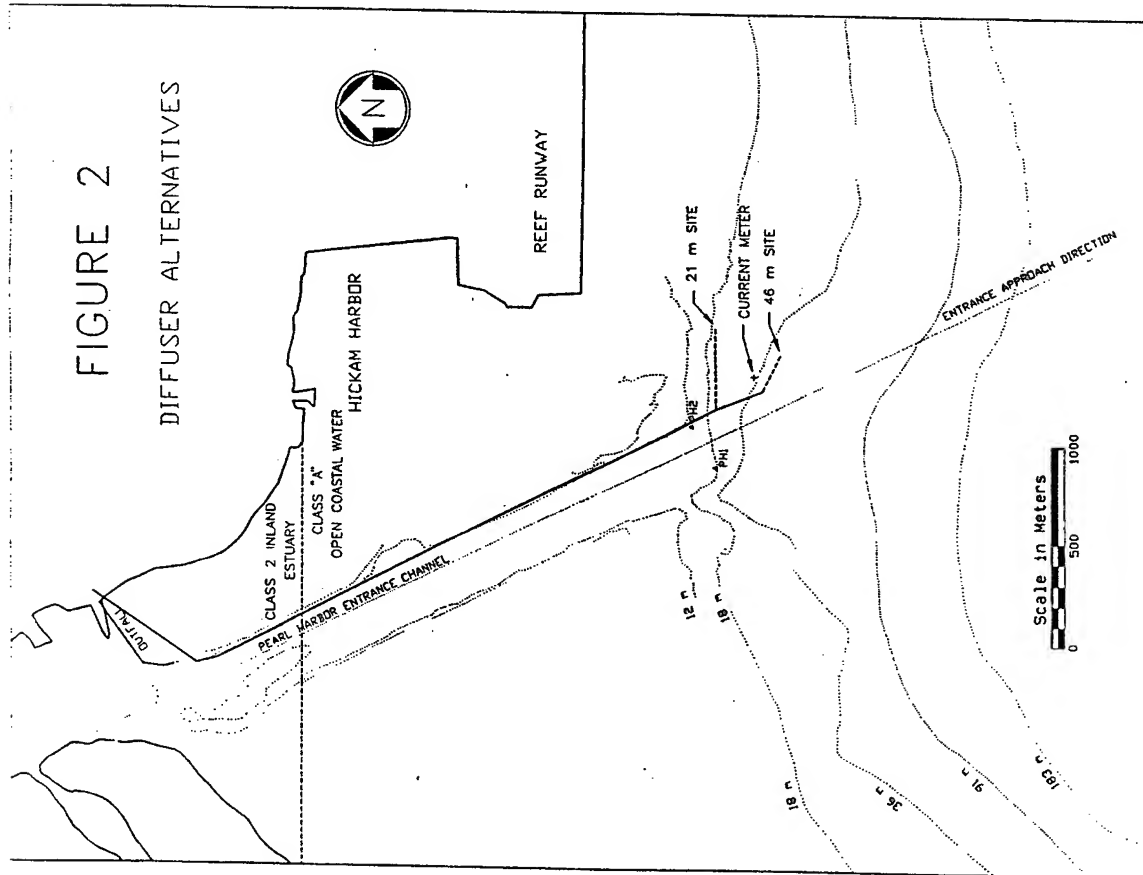 FIGURE 2
DIFFUSER ALTERNATIVES
N
REEF RUNWAY
HICKAM HARBOR
CLASS "A"
OPEN COASTAL WATER
CLASS 2 INLAND
ESTUARY
OUTFALL
PEARL HARBOR ENTRANCE CHANNEL
21 m SITE
CURRENT METER
46 m SITE
ENTRANCE APPROACH DIRECTION
PH2
PH1
12 m
18 m
18 m
36 m
91 m
183 m
Scale in Meters
0 500 1000